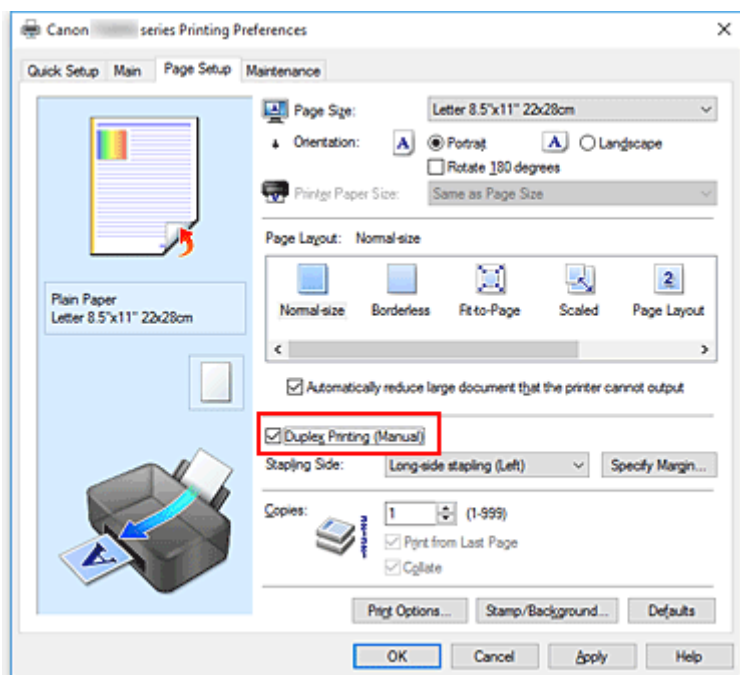 Canon series Printing Preferences
Quick Setup Main Page Setup Maintenance
Page Size: Letter 8.5"x11" 22x28cm
Orientation: A Portrait A Landscape
Rotate 180 degrees
Printer Paper Size: Same as Page Size
Page Layout: Normal-size
2
Normal-size Borderless Fit-to-Page Scaled Page Layout
Plain Paper
Letter 8.5"x11" 22x28cm
Automatically reduce large document that the printer cannot output
Duplex Printing (Manual)
Stapling Side: Long-side stapling (Left) Specify Margin...
Copies: 1 (1-999)
Print from Last Page
Collate
A
Print Options... Stamp/Background... Defaults
OK Cancel Apply Help